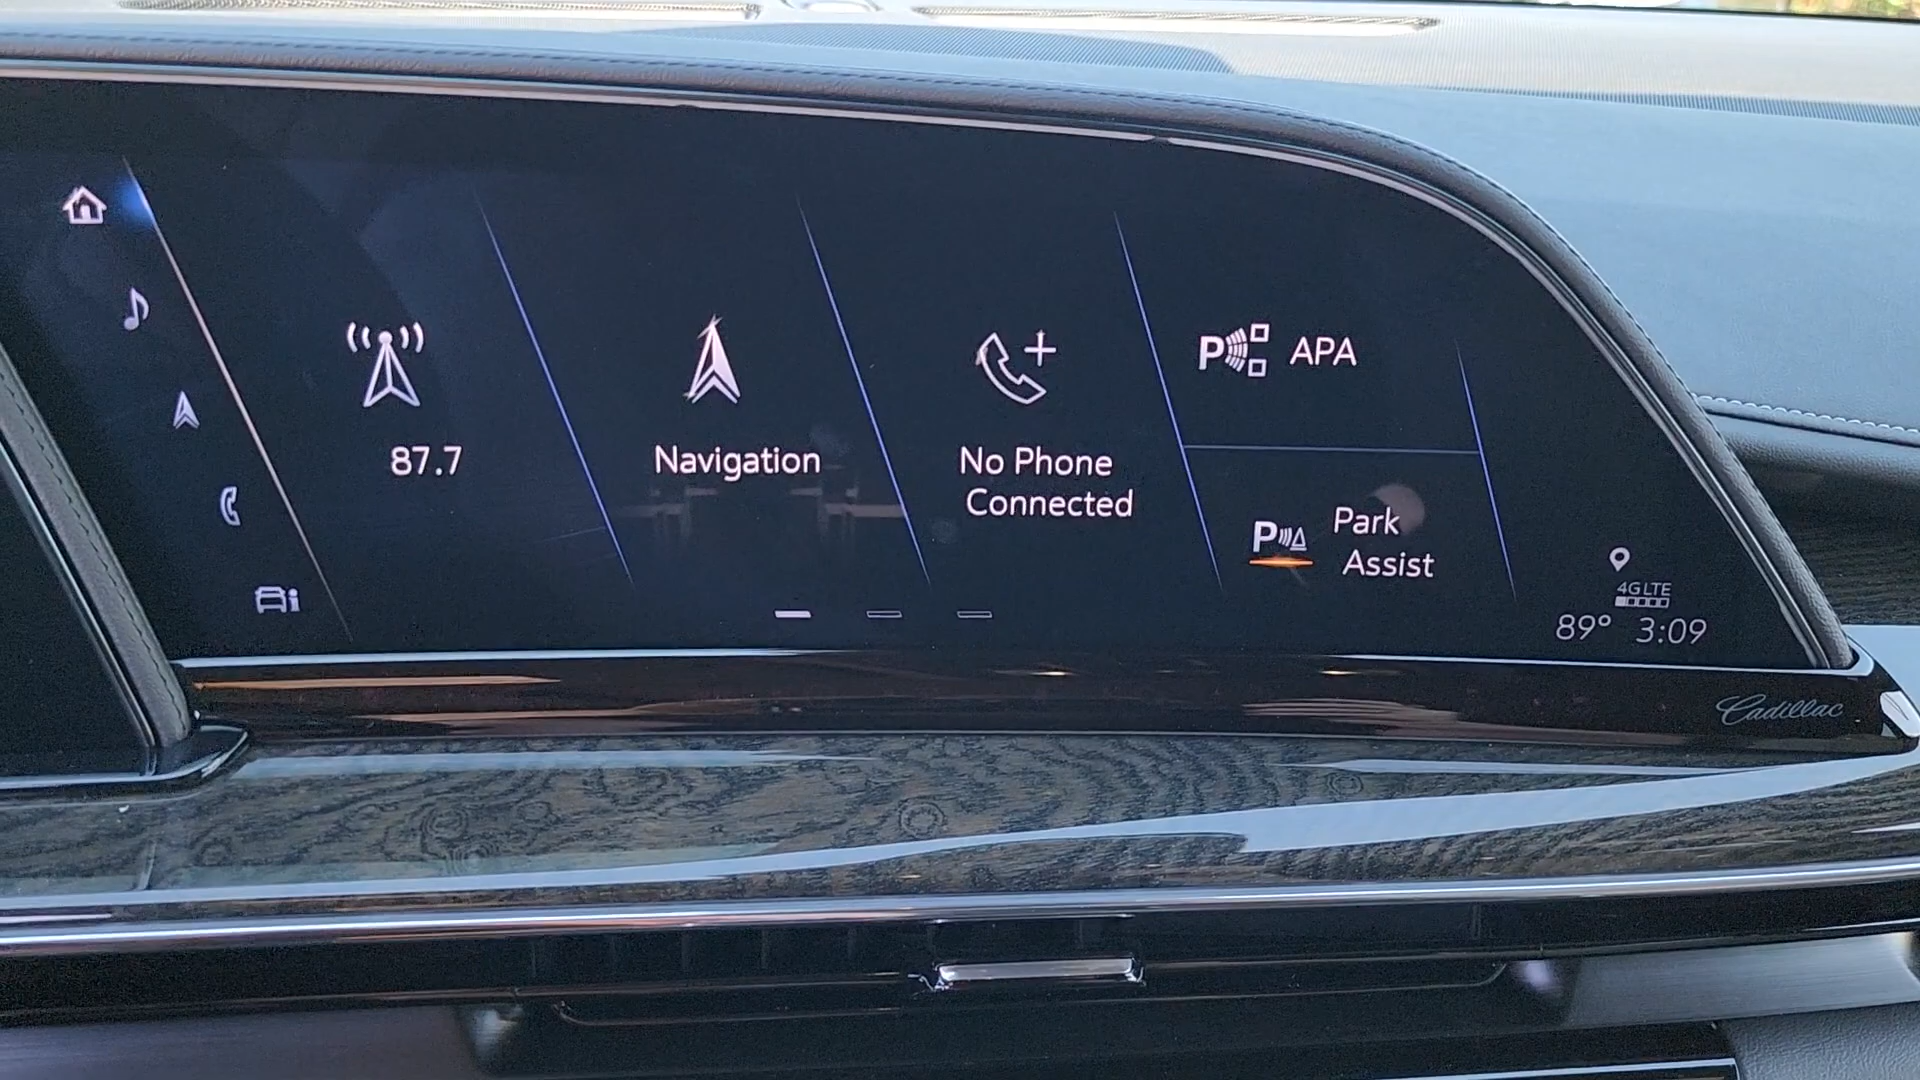 87.7
Navigation
No Phone
Connected
P APA
P Park
Assist
4G LTE
89° 3:09
Cadillac